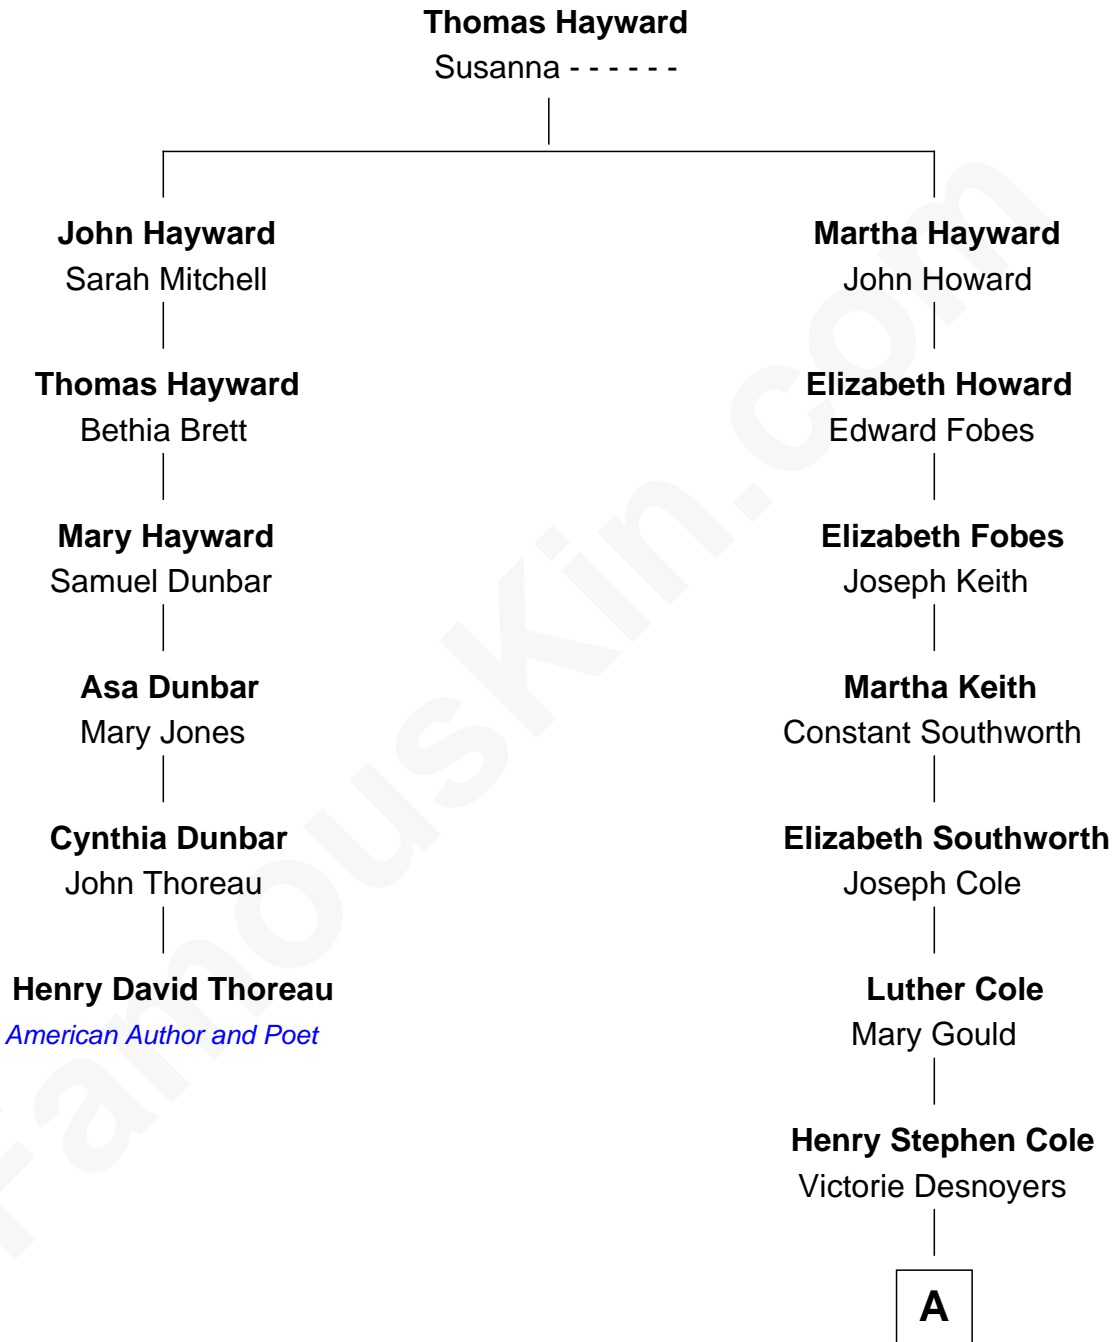 Thomas Hayward
Susanna - - - - - -
John Hayward
Sarah Mitchell
Martha Hayward
John Howard
Thomas Hayward
Bethia Brett
Elizabeth Howard
Edward Fobes
Mary Hayward
Samuel Dunbar
Elizabeth Fobes
Joseph Keith
Asa Dunbar
Mary Jones
Martha Keith
Constant Southworth
Cynthia Dunbar
John Thoreau
Elizabeth Southworth
Joseph Cole
Henry David Thoreau
American Author and Poet
Luther Cole
Mary Gould
Henry Stephen Cole
Victorie Desnoyers
A
FamousKin.com